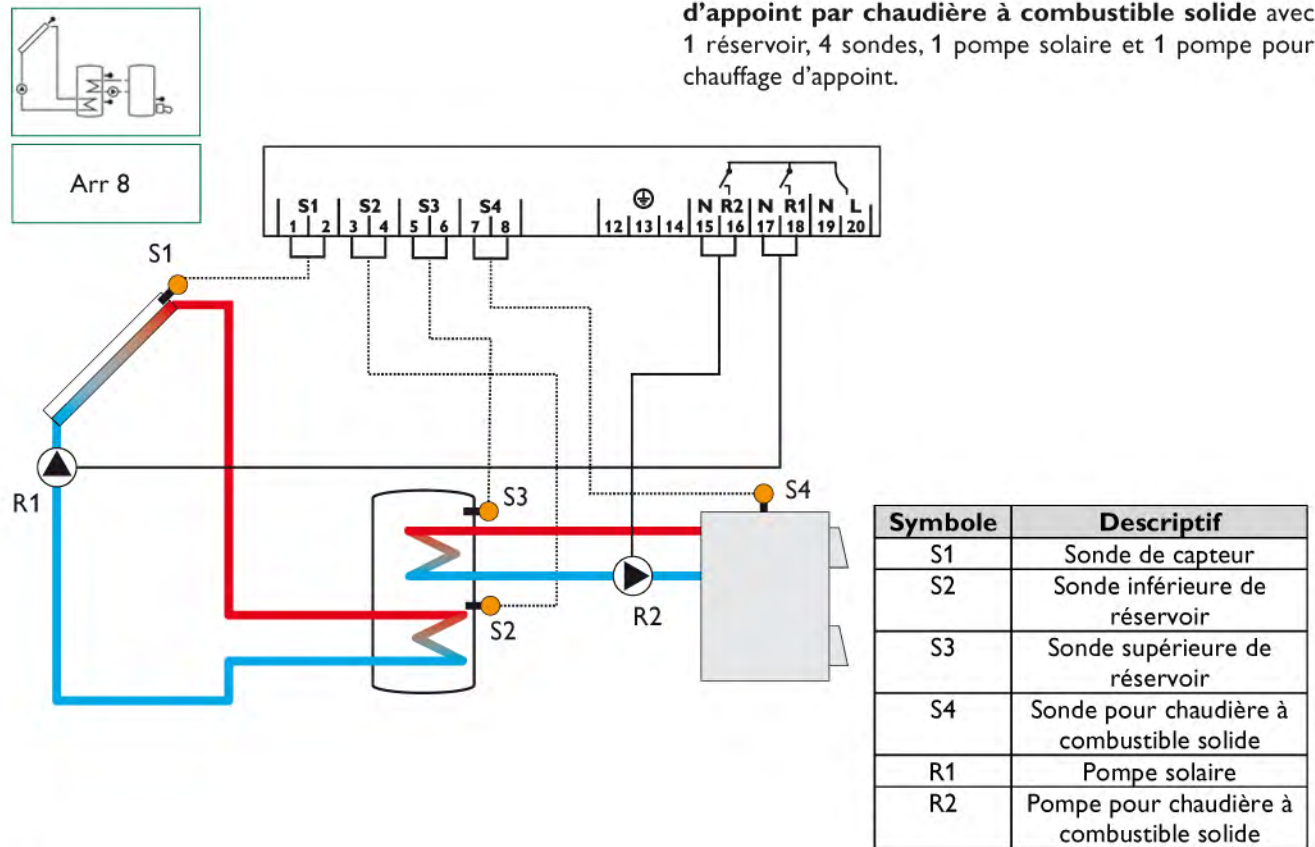 d'appoint par chaudière à combustible solide avec
1 réservoir, 4 sondes, 1 pompe solaire et 1 pompe pour
chauffage d'appoint.
Arr 8
S1 S2 S3 S4 N R2 N R1 N L
1 2 3 4 5 6 7 8 12 13 14 15 16 17 18 19 20
S1
S3
S4
R1
S2
R2
Symbole Descriptif
S1 Sonde de capteur
S2 Sonde inférieure de
réservoir
S3 Sonde supérieure de
réservoir
S4 Sonde pour chaudière à
combustible solide
R1 Pompe solaire
R2 Pompe pour chaudière à
combustible solide